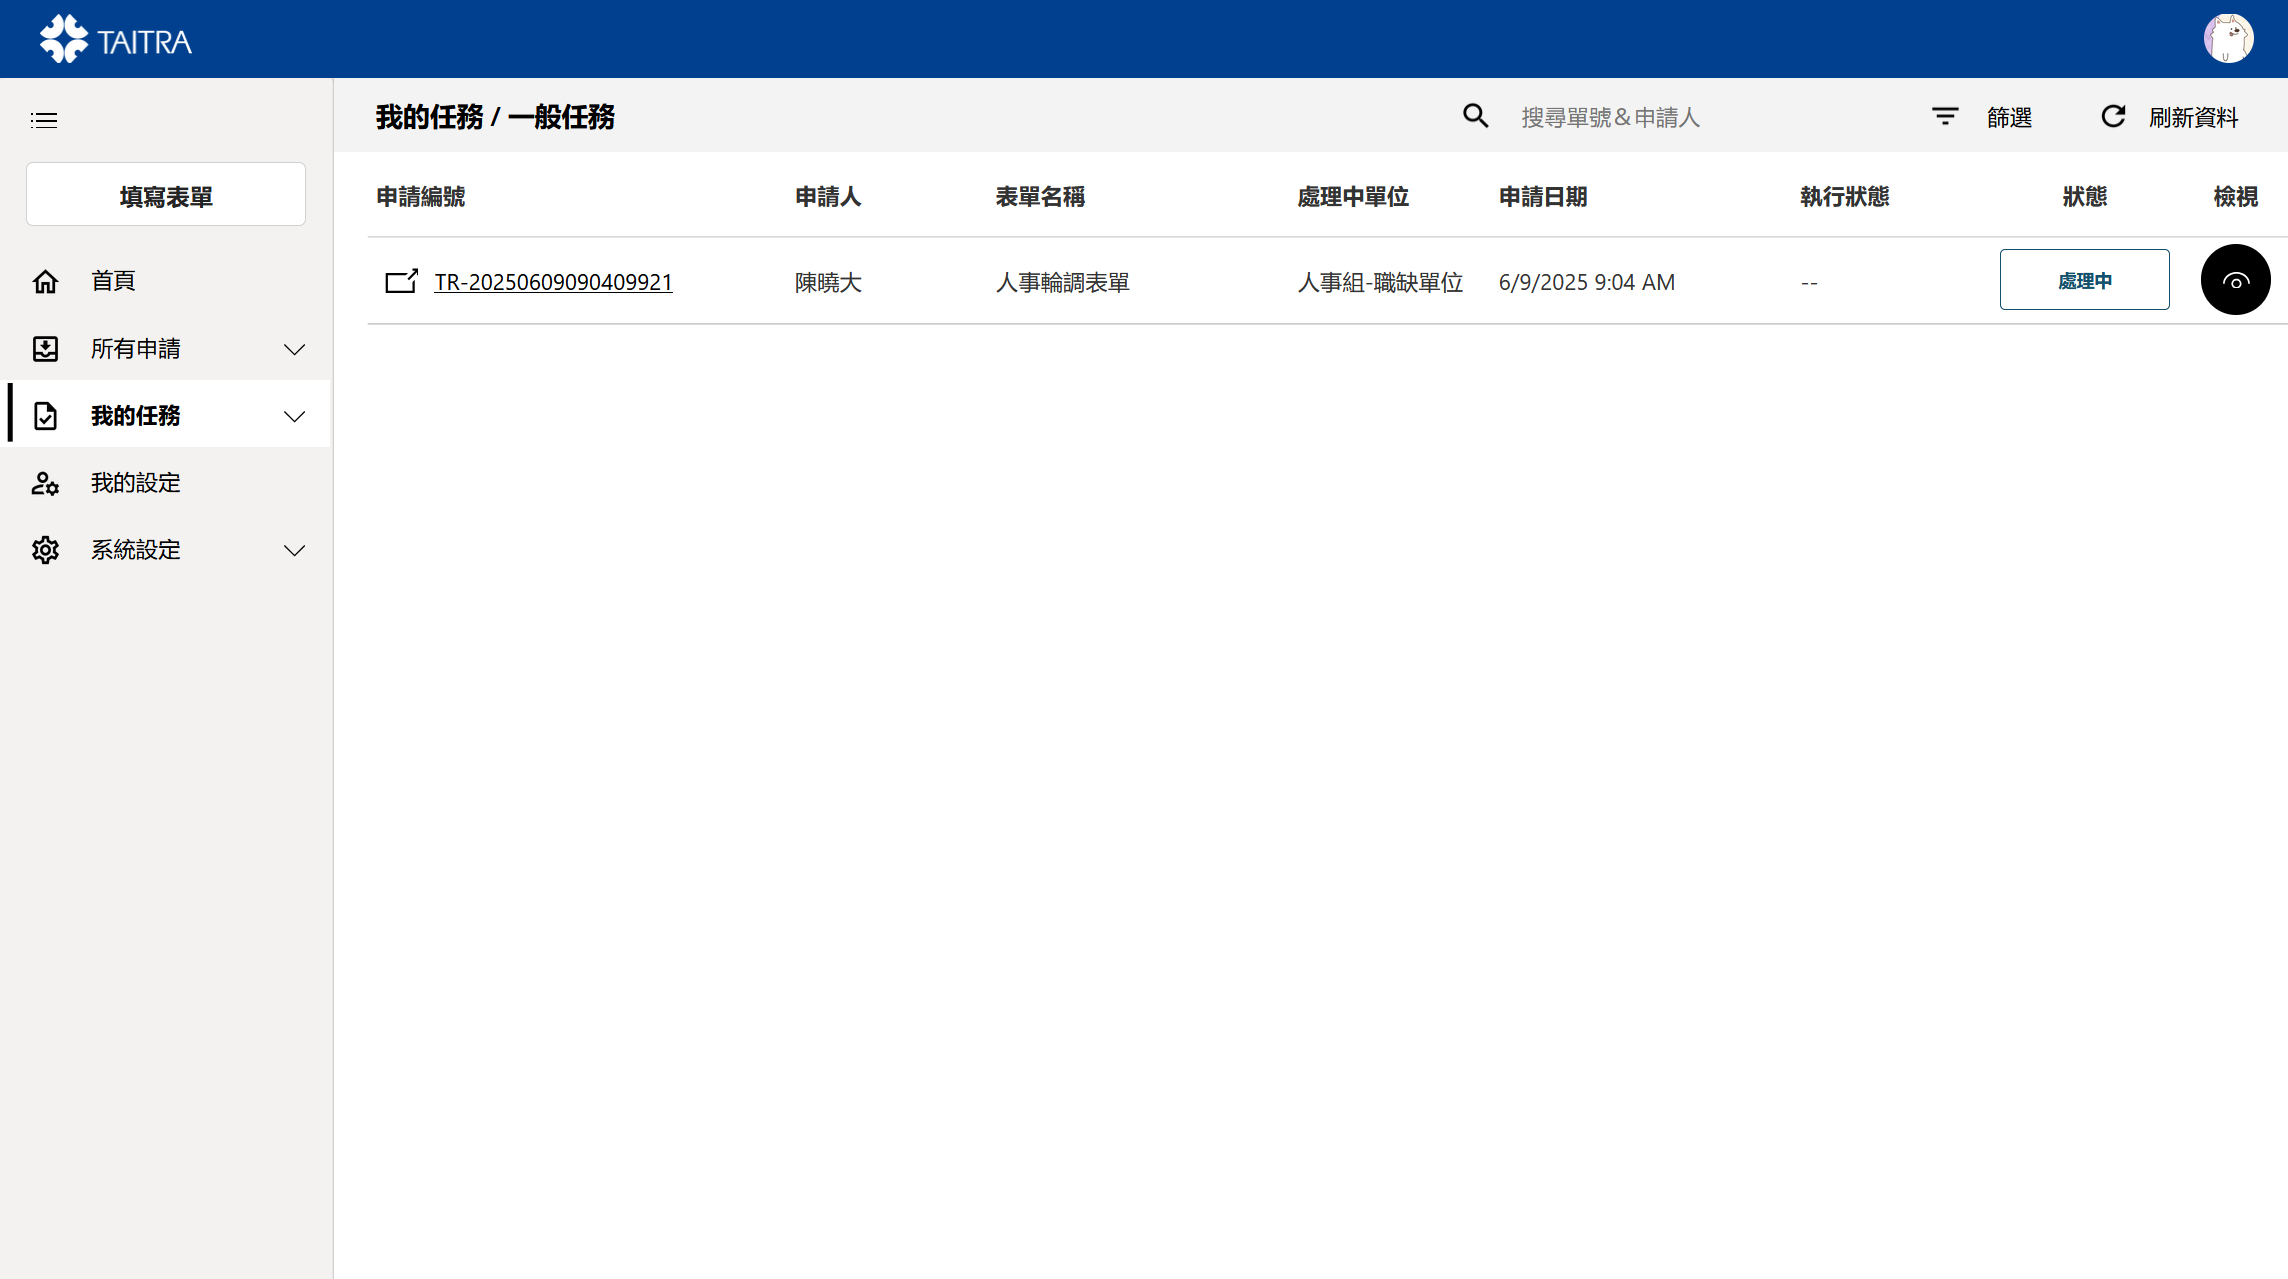 TAITRA
我的任務 / 一般任務
搜尋單號＆申請人
篩選
刷新資料
填寫表單
首頁
所有申請
我的任務
我的設定
系統設定
申請編號 申請人 表單名稱 處理中單位 申請日期 執行狀態 狀態 檢視
TR-20250609090409921 陳曉大 人事輪調表單 人事組-職缺單位 6/9/2025 9:04 AM -- 處理中